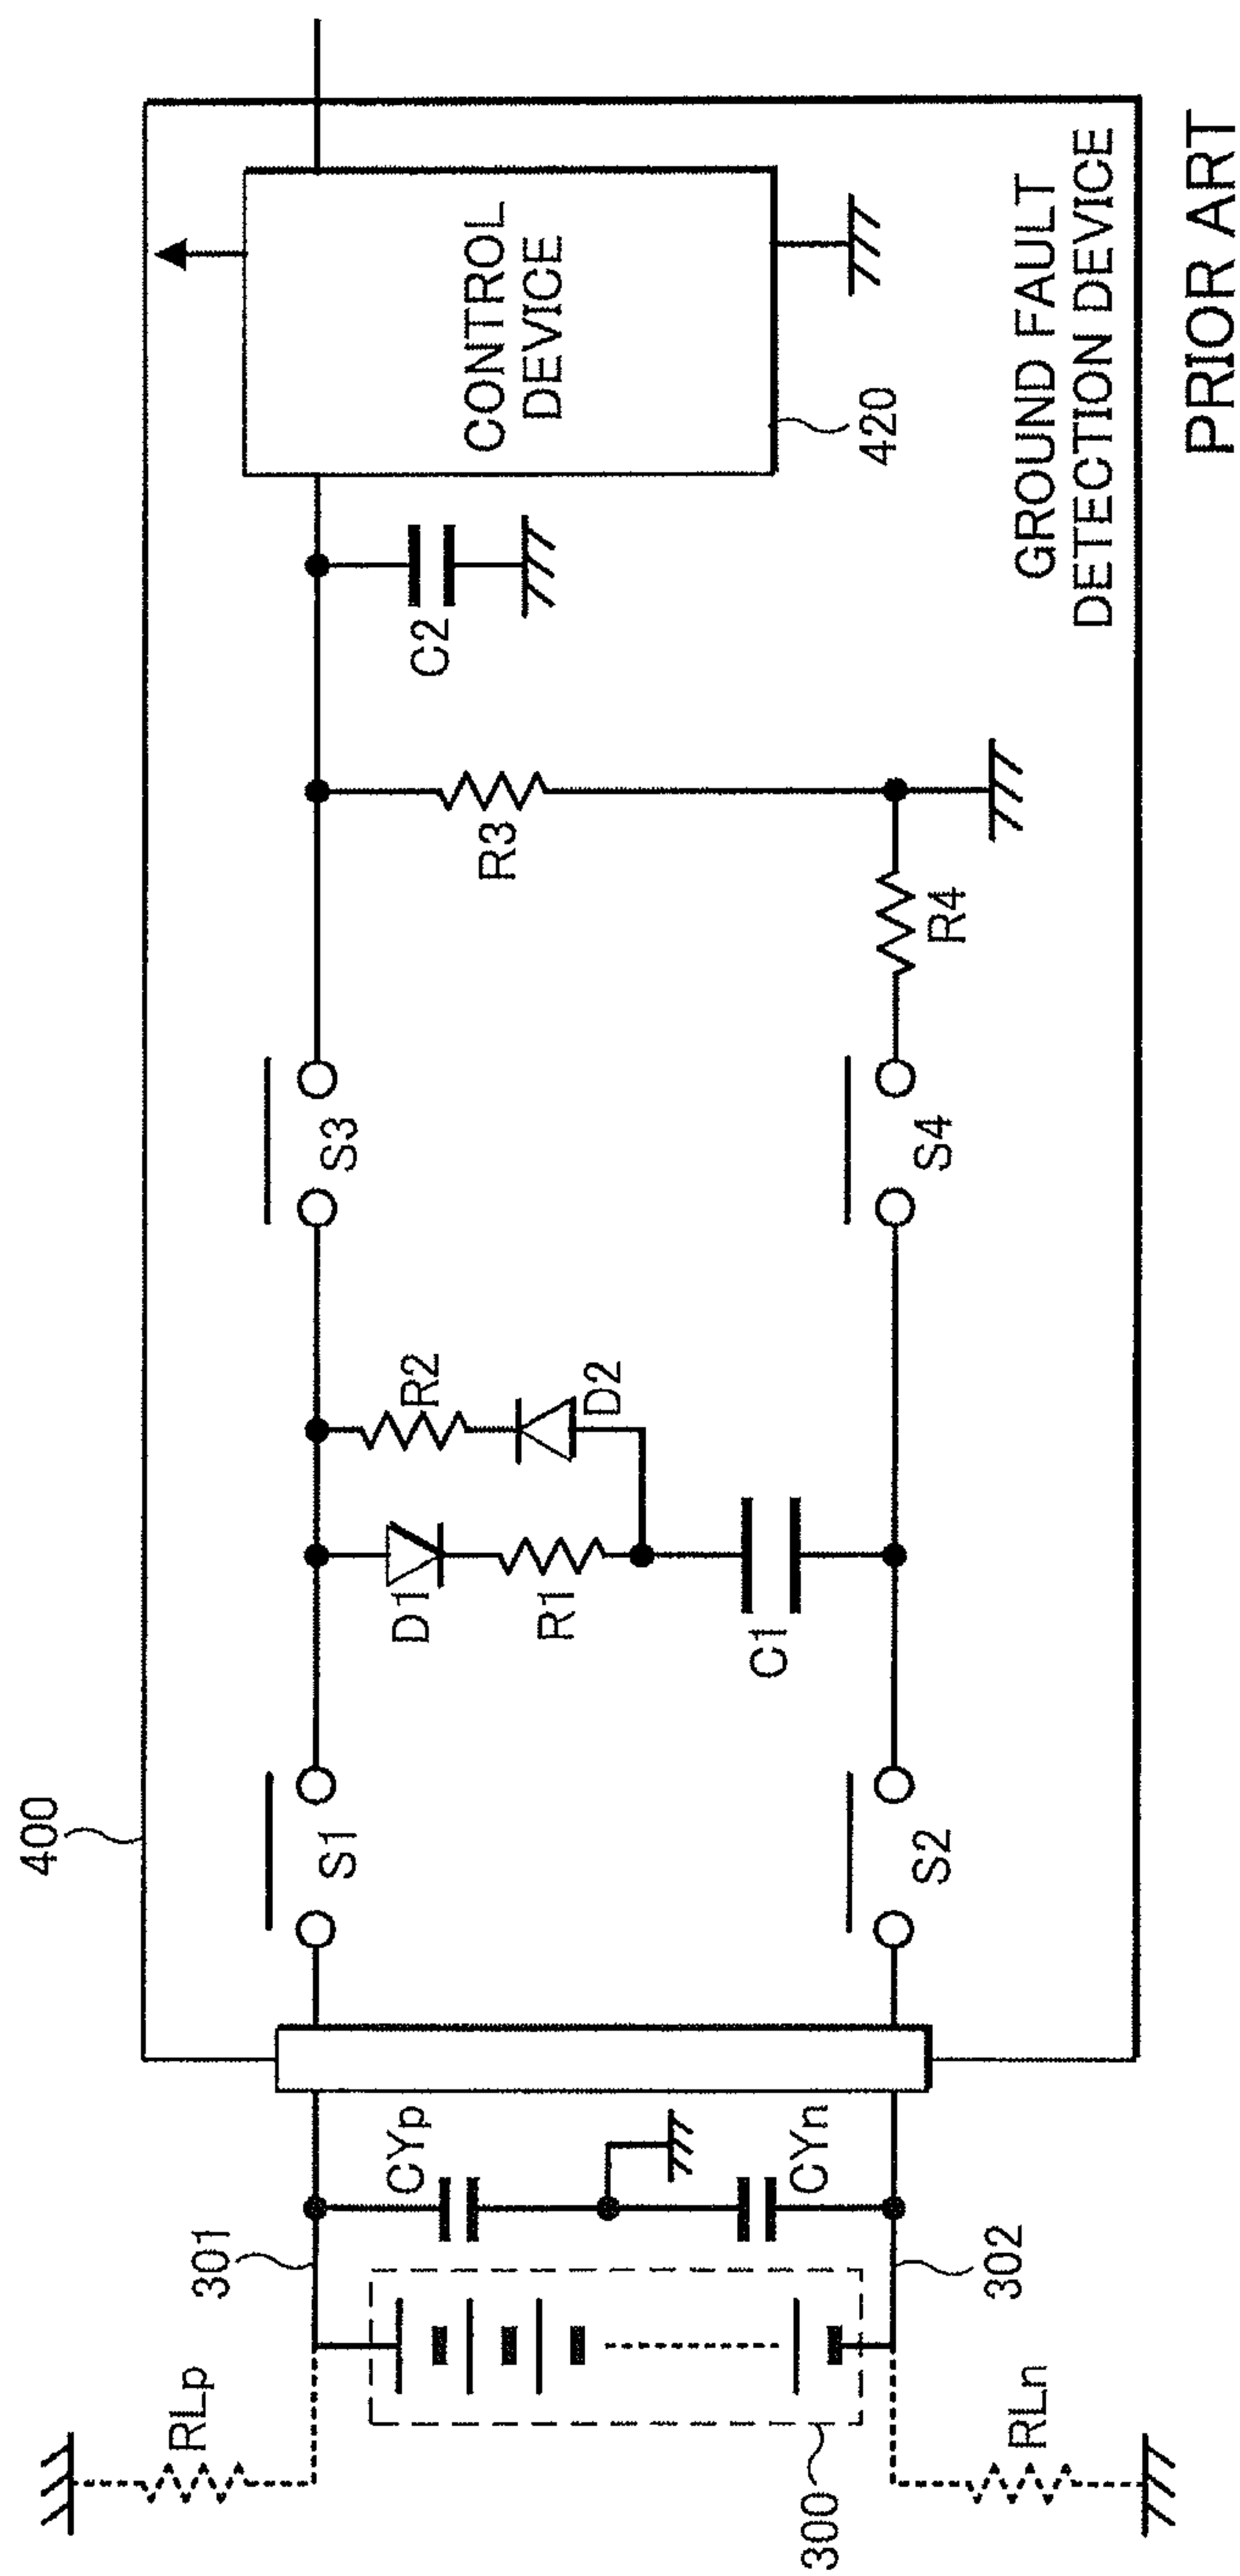 400
S1
S3
D1
R1
R2
D2
C1
S2
S4
R3
R4
C2
CONTROL
DEVICE
420
GROUND FAULT
DETECTION DEVICE
301
302
300
CYp
CYn
RLp
RLn
PRIOR ART